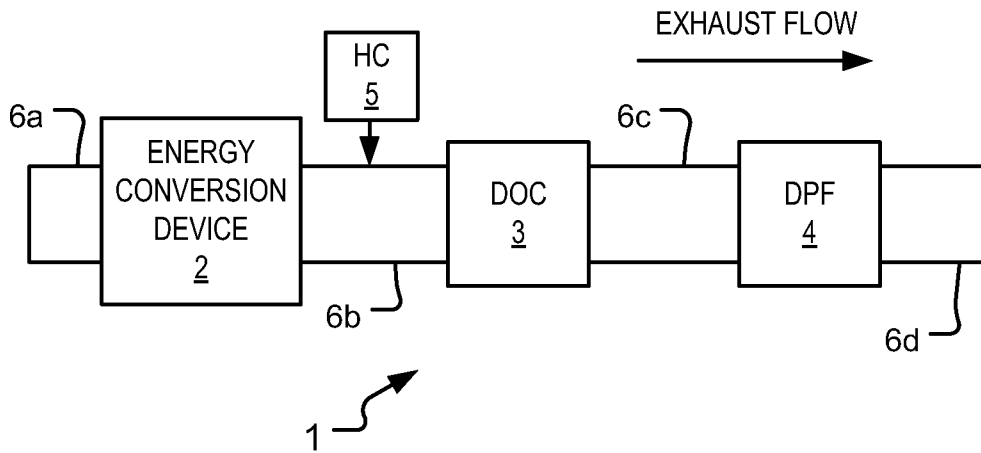 EXHAUST FLOW
HC
5
6a
6c
ENERGY
CONVERSION
DEVICE
2
DOC
3
DPF
4
6b
6d
1